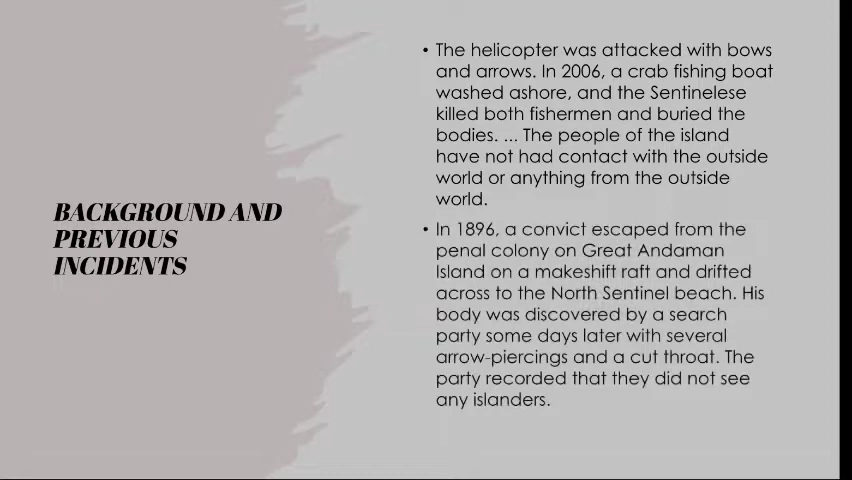 BACKGROUND AND
PREVIOUS
INCIDENTS
• The helicopter was attacked with bows
and arrows. In 2006, a crab fishing boat
washed ashore, and the Sentinelese
killed both fishermen and buried the
bodies. ... The people of the island
have not had contact with the outside
world or anything from the outside
world.
• In 1896, a convict escaped from the
penal colony on Great Andaman
Island on a makeshift raft and drifted
across to the North Sentinel beach. His
body was discovered by a search
party some days later with several
arrow-piercings and a cut throat. The
party recorded that they did not see
any islanders.